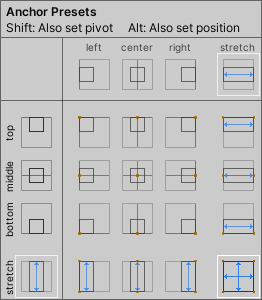 Anchor Presets
Shift: Also set pivot Alt: Also set position
left center right stretch
top
middle
bottom
stretch